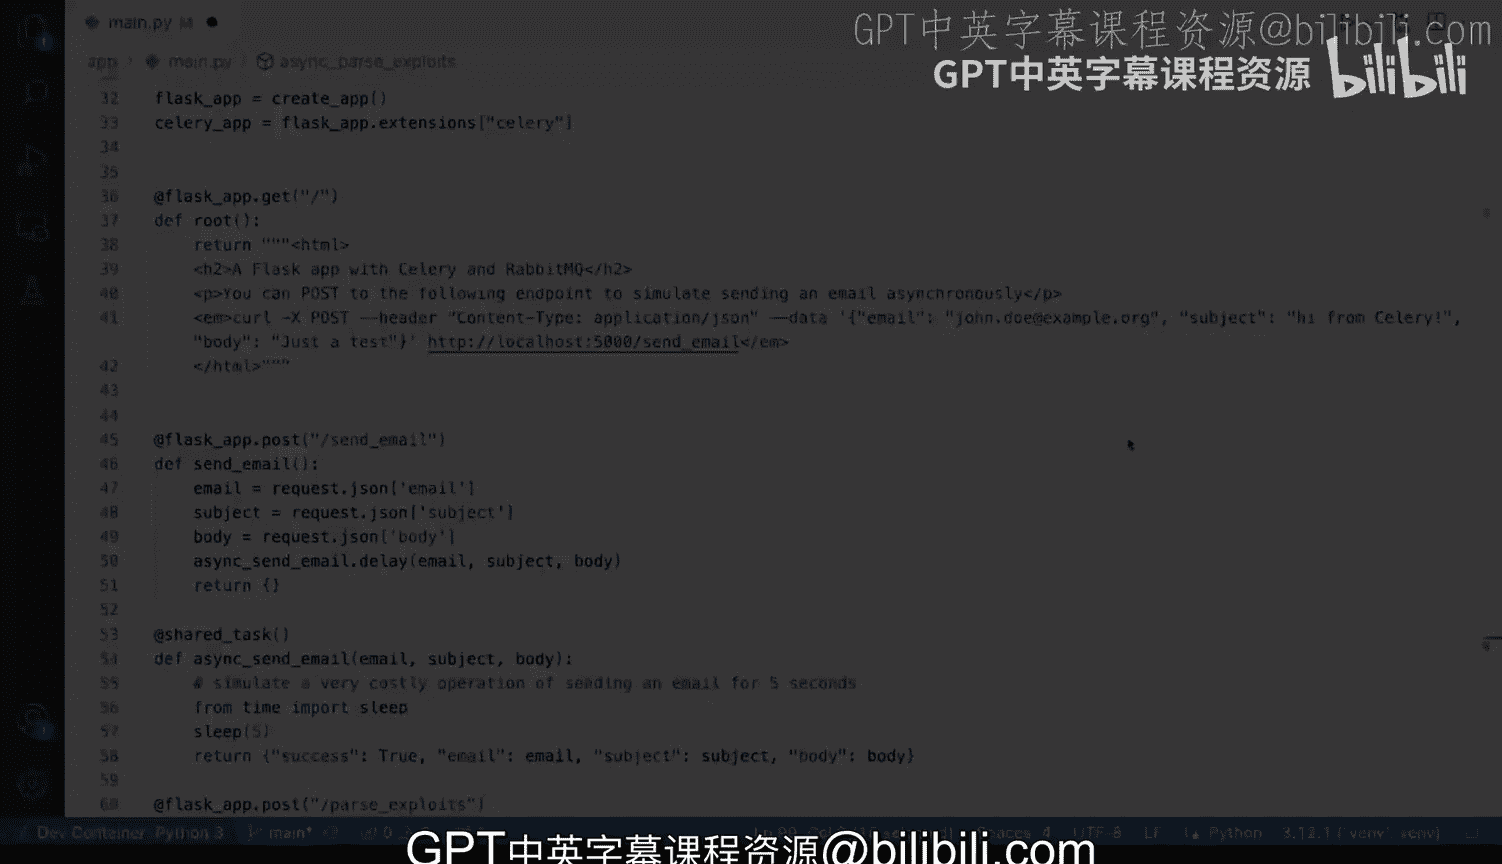 main.py M
GPT中英字幕课程资源@bilibili.com
GPT中英字幕课程资源 bilibili
app > main.py > async_parse_exploits
32 flask_app = create_app()
33 celery_app = flask_app.extensions["celery"]
34
35
36 @flask_app.get("/")
37 def root():
38 return """<html>
39 <h2>A Flask app with Celery and RabbitMQ</h2>
40 <p>You can POST to the following endpoint to simulate sending an email asynchronously</p>
41 <em>curl -X POST --header "Content-Type: application/json" --data '{"email": "john.doe@example.org", "subject": "hi from Celery!",
"body": "Just a test"}' http://localhost:5000/send_email</em>
42 </html>"""
43
44
45 @flask_app.post("/send_email")
46 def send_email():
47 email = request.json['email']
48 subject = request.json['subject']
49 body = request.json['body']
50 async_send_email.delay(email, subject, body)
51 return {}
52
53 @shared_task()
54 def async_send_email(email, subject, body):
55 # simulate a very costly operation of sending an email for 5 seconds
56 from time import sleep
57 sleep(5)
58 return {"success": True, "email": email, "subject": subject, "body": body}
59
60 @flask_app.post("/parse_exploits")
Dev Container: Python 3 main* Spaces: 4 UTF-8 LF Python 3.12.1 ('venv': venv)
GPT中英字幕课程资源@bilibili.com